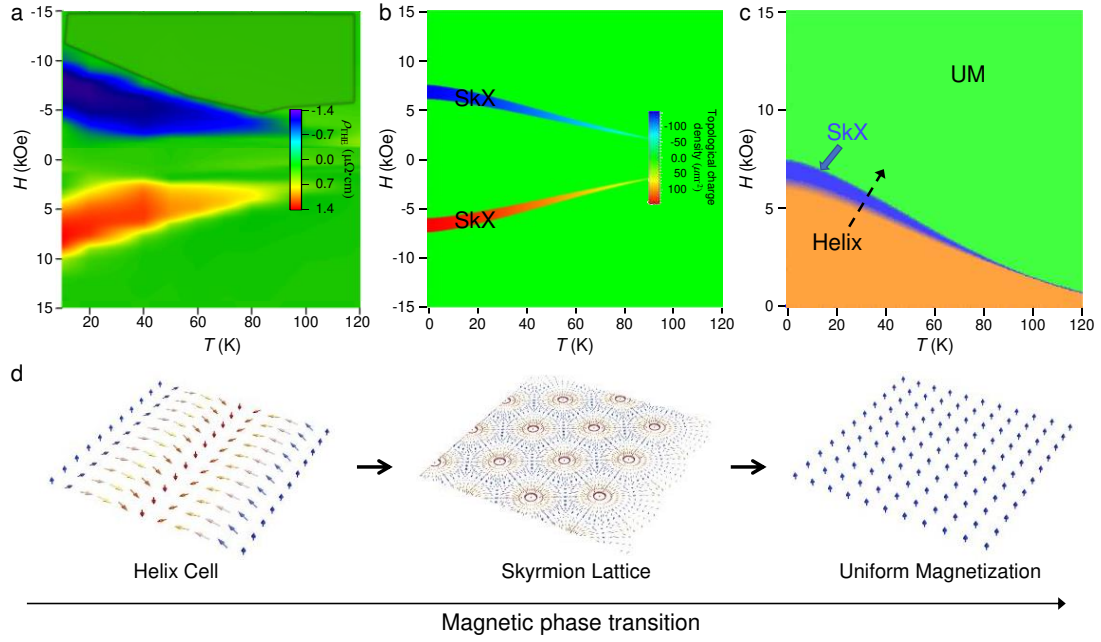 a
-15
-10
-5
0
5
10
15
H (kOe)
20
40
60
80
100
120
T (K)
-1.4
-0.7
0.0
0.7
1.4
ρTHE (μΩ·cm)
b
15
10
5
0
-5
-10
-15
H (kOe)
0
20
40
60
80
100
120
T (K)
SkX
SkX
-100
-50
0
50
100
Topological charge
density (μm⁻²)
c
15
10
5
0
H (kOe)
0
20
40
60
80
100
120
T (K)
UM
SkX
Helix
d
Helix Cell
Skyrmion Lattice
Uniform Magnetization
Magnetic phase transition